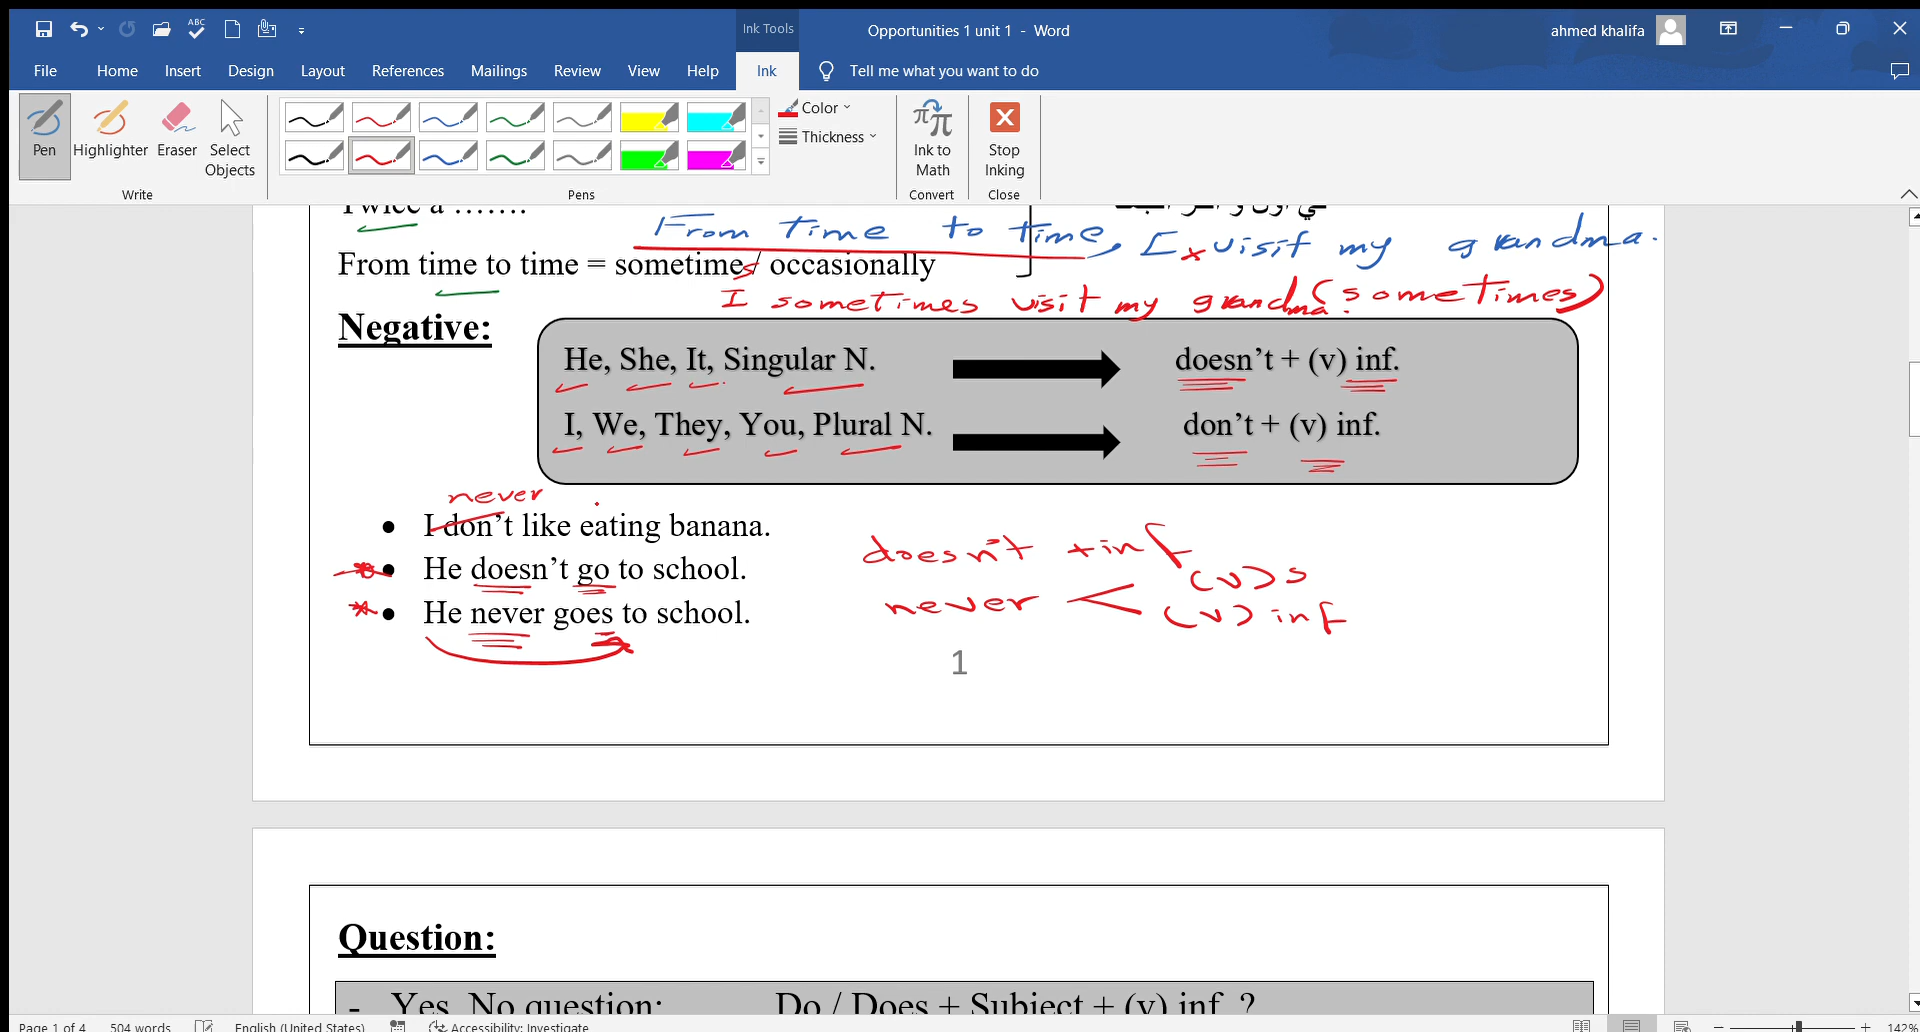 ABC
Ink Tools
Opportunities 1 unit 1 - Word
ahmed khalifa
File Home Insert Design Layout References Mailings Review View Help Ink Tell me what you want to do
Color
Thickness
Pen Highlighter Eraser Select Objects
Ink to Math
Stop Inking
Write Pens Convert Close
Twice a …….
From time to time, I visit my grandma.
From time to time = sometimes/ occasionally
I sometimes visit my grandma. (sometimes)
Negative:
He, She, It, Singular N. doesn’t + (v) inf.
I, We, They, You, Plural N. don’t + (v) inf.
never
• I don’t like eating banana.
doesn't + inf
• He doesn’t go to school.
(v) s
• He never goes to school.
never < (v) inf
1
Question:
- Yes, No question: Do / Does + Subject + (v) inf. ?
Page 1 of 4 504 words English (United States) Accessibility: Investigate 142%